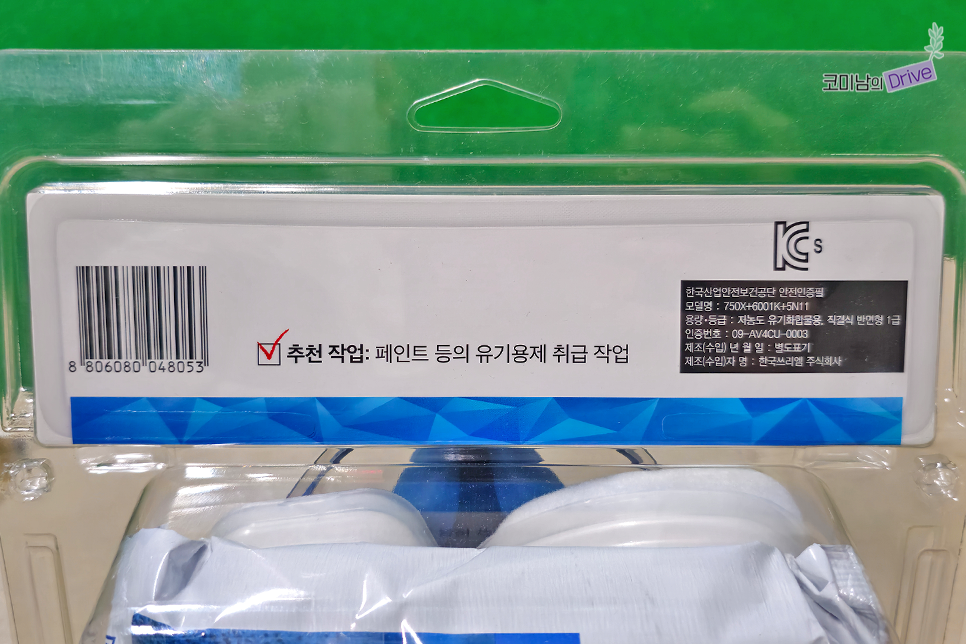 코미남의 Drive
KC S
한국산업안전보건공단 안전인증필
모델명 : 750X+6001K+5N11
용량•등급 : 저농도 유기화합물용, 직결식 반면형 1급
인증번호 : 09-AV4CU-0003
제조(수입) 년 월 일 : 별도표기
제조(수입)자 명 : 한국쓰리엠 주식회사
추천 작업: 페인트 등의 유기용제 취급 작업
8 806080 048053